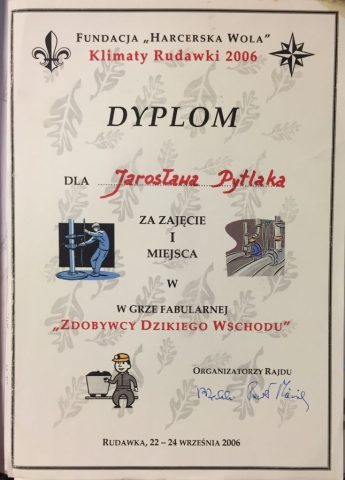 Fundacja „Harcerska Wola”
Klimaty Rudawki 2006
DYPLOM
DLA Jarosława Pytlaka
ZA ZAJĘCIE
I
MIEJSCA
W
W GRZE FABULARNEJ
„Zdobywcy Dzikiego Wschodu”
Organizatorzy Rajdu
Rudawka, 22 – 24 września 2006